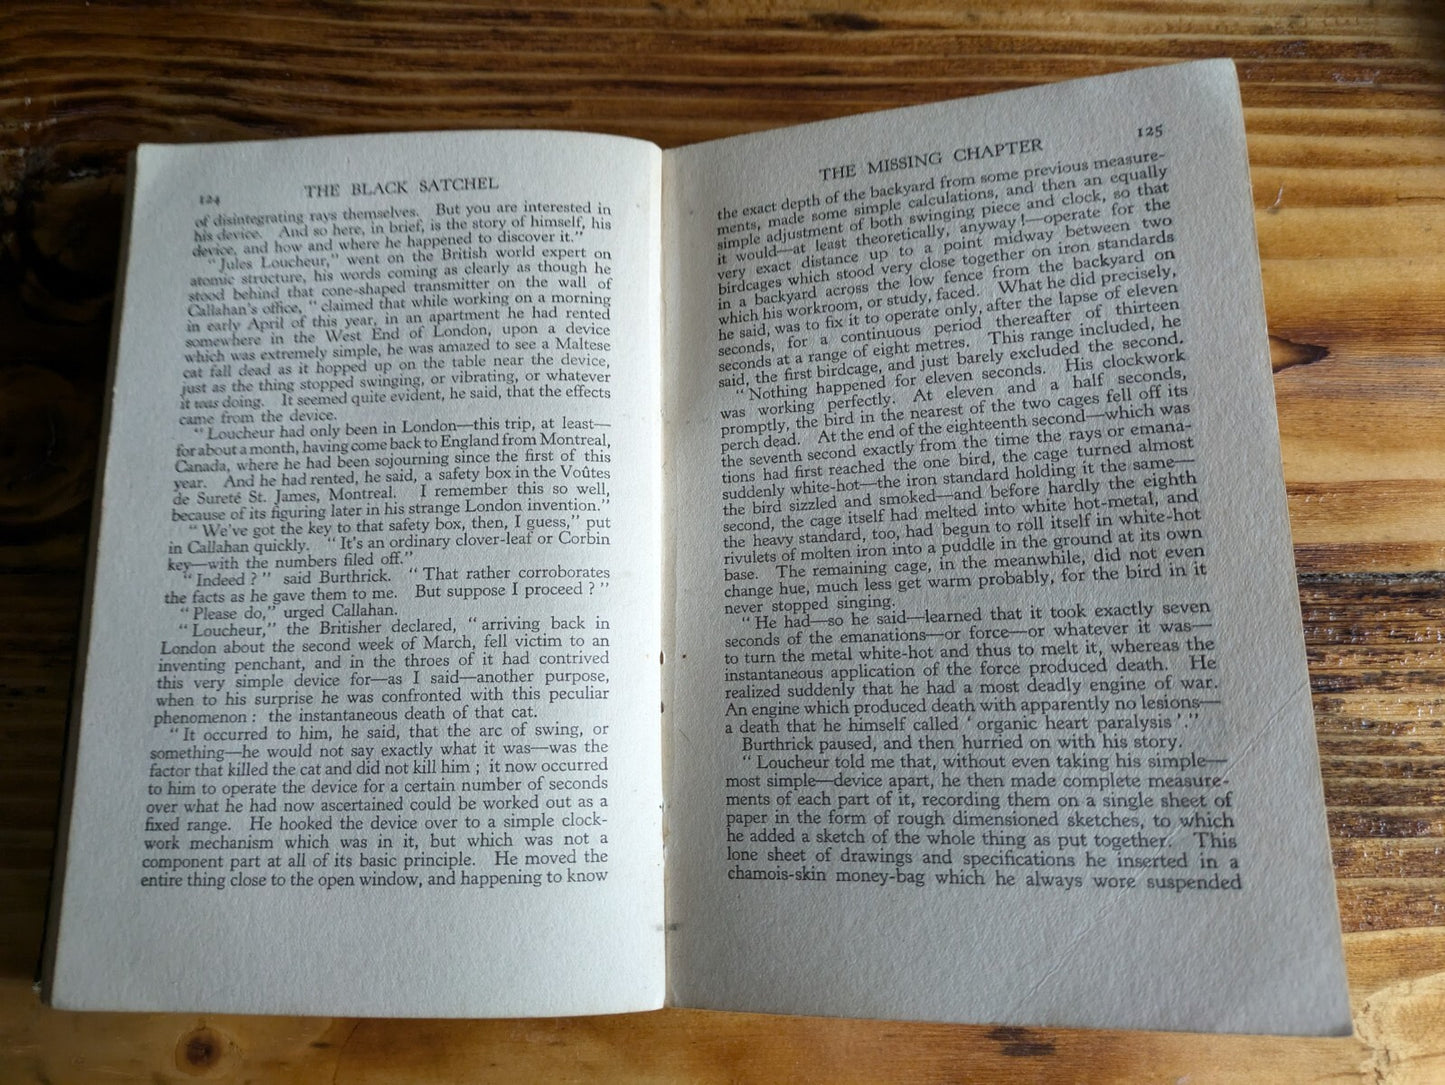 124
THE BLACK SATCHEL
of disintegrating rays themselves. But you are interested in
his device. And so here, in brief, is the story of himself, his
device, and how and where he happened to discover it."
"Jules Loucheur," went on the British world expert on
atomic structure, his words coming as clearly as though he
stood behind that cone-shaped transmitter on the wall of
Callahan's office, "claimed that while working on a morning
in early April of this year, in an apartment he had rented
somewhere in the West End of London, upon a device
which was extremely simple, he was amazed to see a Maltese
cat fall dead as it hopped up on the table near the device,
just as the thing stopped swinging, or vibrating, or whatever
it was doing. It seemed quite evident, he said, that the effects
came from the device.
"Loucheur had only been in London—this trip, at least—
for about a month, having come back to England from Montreal,
Canada, where he had been sojourning since the first of this
year. And he had rented, he said, a safety box in the Voûtes
de Sureté St. James, Montreal. I remember this so well,
because of its figuring later in his strange London invention."
"We've got the key to that safety box, then, I guess," put
in Callahan quickly. "It's an ordinary clover-leaf or Corbin
key—with the numbers filed off."
"Indeed ?" said Burthrick. "That rather corroborates
the facts as he gave them to me. But suppose I proceed ?"
"Please do," urged Callahan.
"Loucheur," the Britisher declared, "arriving back in
London about the second week of March, fell victim to an
inventing penchant, and in the throes of it had contrived
this very simple device for—as I said—another purpose,
when to his surprise he was confronted with this peculiar
phenomenon : the instantaneous death of that cat.
"It occurred to him, he said, that the arc of swing, or
something—he would not say exactly what it was—was the
factor that killed the cat and did not kill him ; it now occurred
to him to operate the device for a certain number of seconds
over what he had now ascertained could be worked out as a
fixed range. He hooked the device over to a simple clock-
work mechanism which was in it, but which was not a
component part at all of its basic principle. He moved the
entire thing close to the open window, and happening to know
THE MISSING CHAPTER
125
the exact depth of the backyard from some previous measure-
ments, made some simple calculations, and then an equally
simple adjustment of both swinging piece and clock, so that
it would—at least theoretically, anyway !—operate for the
very exact distance up to a point midway between two
birdcages which stood very close together on iron standards
in a backyard across the low fence from the backyard on
which his workroom, or study, faced. What he did precisely,
he said, was to fix it to operate only, after the lapse of eleven
seconds, for a continuous period thereafter of thirteen
seconds at a range of eight metres. This range included, he
said, the first birdcage, and just barely excluded the second.
"Nothing happened for eleven seconds. His clockwork
was working perfectly. At eleven and a half seconds,
promptly, the bird in the nearest of the two cages fell off its
perch dead. At the end of the eighteenth second—which was
the seventh second exactly from the time the rays or emana-
tions had first reached the one bird, the cage turned almost
suddenly white-hot—the iron standard holding it the same—
the bird sizzled and smoked—and before hardly the eighth
second, the cage itself had melted into white hot-metal, and
the heavy standard, too, had begun to roll itself in white-hot
rivulets of molten iron into a puddle in the ground at its own
base. The remaining cage, in the meanwhile, did not even
change hue, much less get warm probably, for the bird in it
never stopped singing.
"He had—so he said—learned that it took exactly seven
seconds of the emanations—or force—or whatever it was—
to turn the metal white-hot and thus to melt it, whereas the
instantaneous application of the force produced death. He
realized suddenly that he had a most deadly engine of war.
An engine which produced death with apparently no lesions—
a death that he himself called 'organic heart paralysis'."
Burthrick paused, and then hurried on with his story.
"Loucheur told me that, without even taking his simple—
most simple—device apart, he then made complete measure-
ments of each part of it, recording them on a single sheet of
paper in the form of rough dimensioned sketches, to which
he added a sketch of the whole thing as put together. This
lone sheet of drawings and specifications he inserted in a
chamois-skin money-bag which he always wore suspended